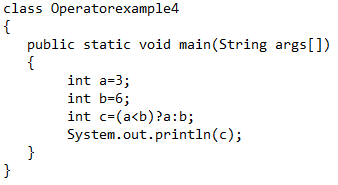 class Operatorexample4
{
   public static void main(String args[])
   {
        int a=3;
        int b=6;
        int c=(a<b)?a:b;
        System.out.println(c);
   }
}